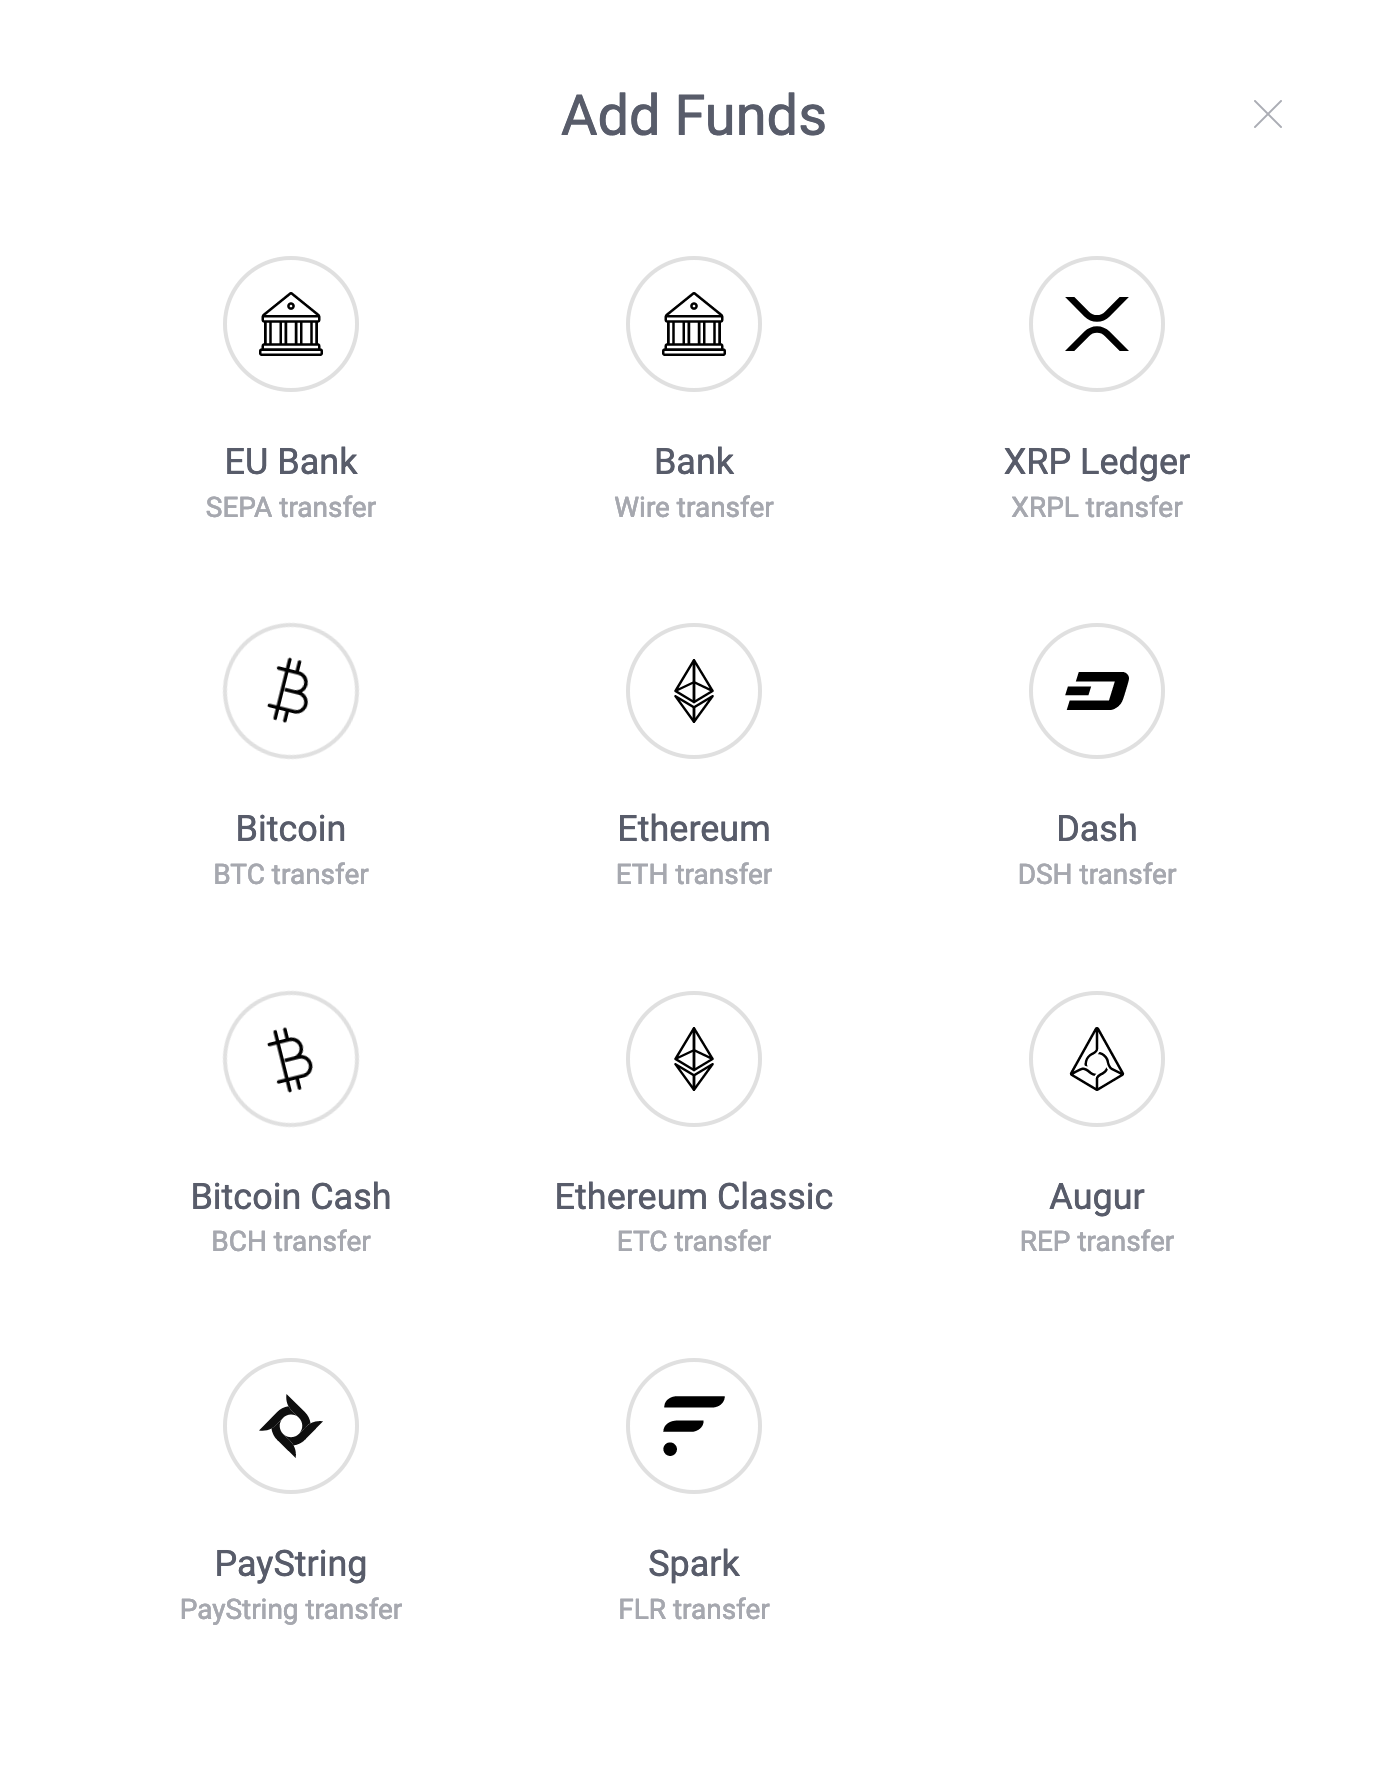 Add Funds
EU Bank
SEPA transfer
Bank
Wire transfer
XRP Ledger
XRPL transfer
Bitcoin
BTC transfer
Ethereum
ETH transfer
Dash
DSH transfer
Bitcoin Cash
BCH transfer
Ethereum Classic
ETC transfer
Augur
REP transfer
PayString
PayString transfer
Spark
FLR transfer